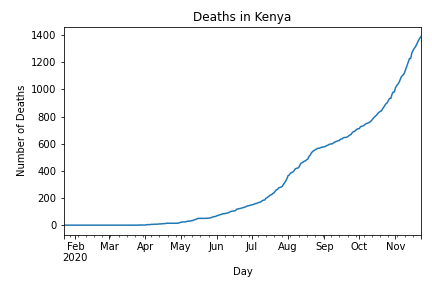 Deaths in Kenya
1400
1200
1000
800
600
400
200
0
Number of Deaths
Feb Mar Apr May Jun Jul Aug Sep Oct Nov
2020
Day